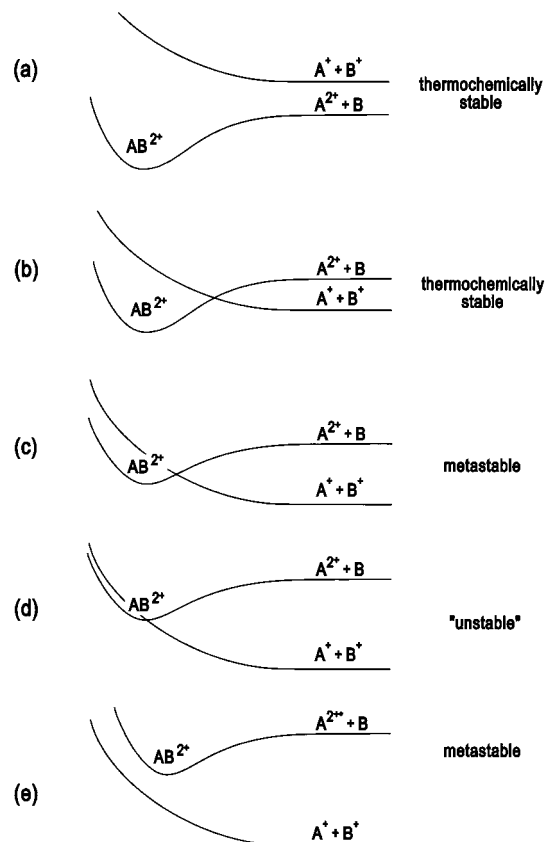 (a)
A⁺ + B⁺
A²⁺ + B
AB²⁺
thermochemically
stable
(b)
A²⁺ + B
A⁺ + B⁺
AB²⁺
thermochemically
stable
(c)
A²⁺ + B
AB²⁺
A⁺ + B⁺
metastable
(d)
A²⁺ + B
AB²⁺
A⁺ + B⁺
"unstable"
(e)
A²⁺* + B
AB²⁺
A⁺ + B⁺
metastable